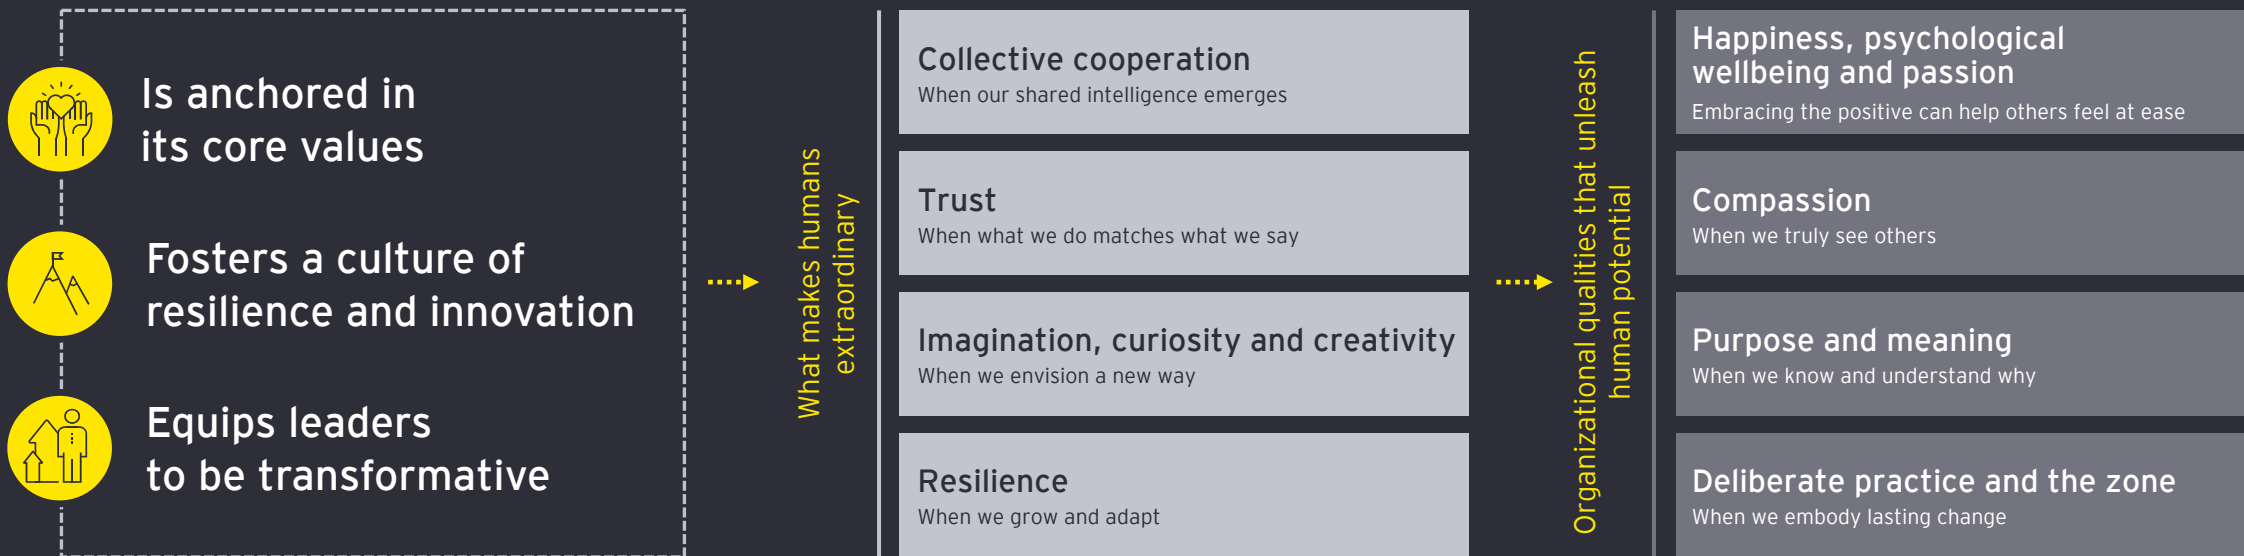 Is anchored in
its core values
Fosters a culture of
resilience and innovation
Equips leaders
to be transformative
What makes humans
extraordinary
Collective cooperation
When our shared intelligence emerges
Trust
When what we do matches what we say
Imagination, curiosity and creativity
When we envision a new way
Resilience
When we grow and adapt
Organizational qualities that unleash
human potential
Happiness, psychological
wellbeing and passion
Embracing the positive can help others feel at ease
Compassion
When we truly see others
Purpose and meaning
When we know and understand why
Deliberate practice and the zone
When we embody lasting change